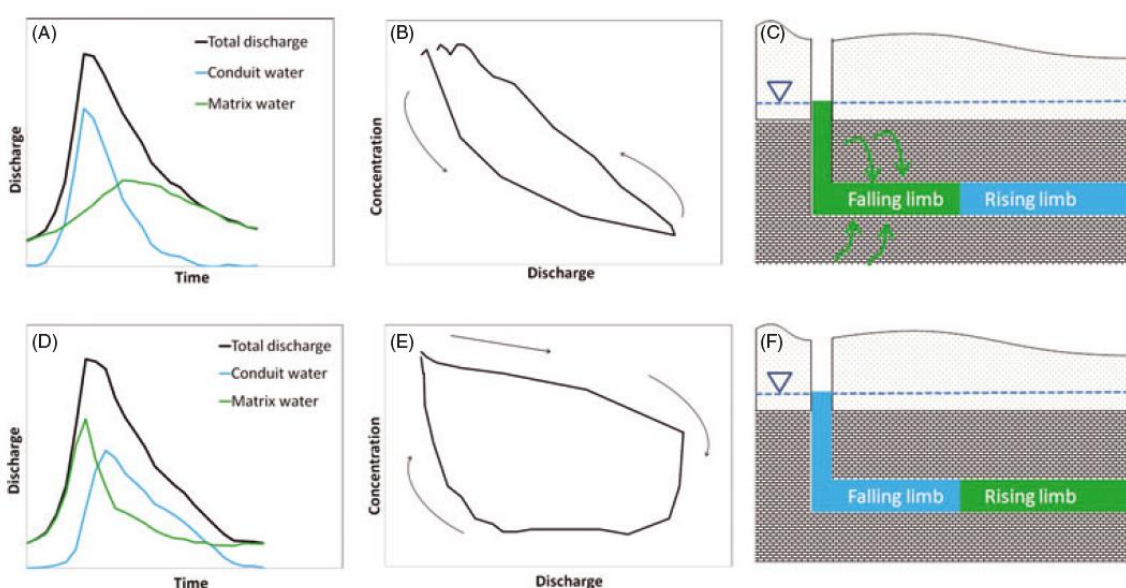 (A)
Total discharge
Conduit water
Matrix water
Discharge
Time
(B)
Concentration
Discharge
(C)
Falling limb
Rising limb
(D)
Total discharge
Conduit water
Matrix water
Discharge
Time
(E)
Concentration
Discharge
(F)
Falling limb
Rising limb